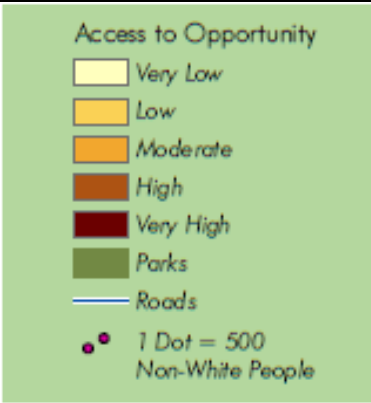 Access to Opportunity
Very Low
Low
Moderate
High
Very High
Parks
Roads
1 Dot = 500
Non-White People